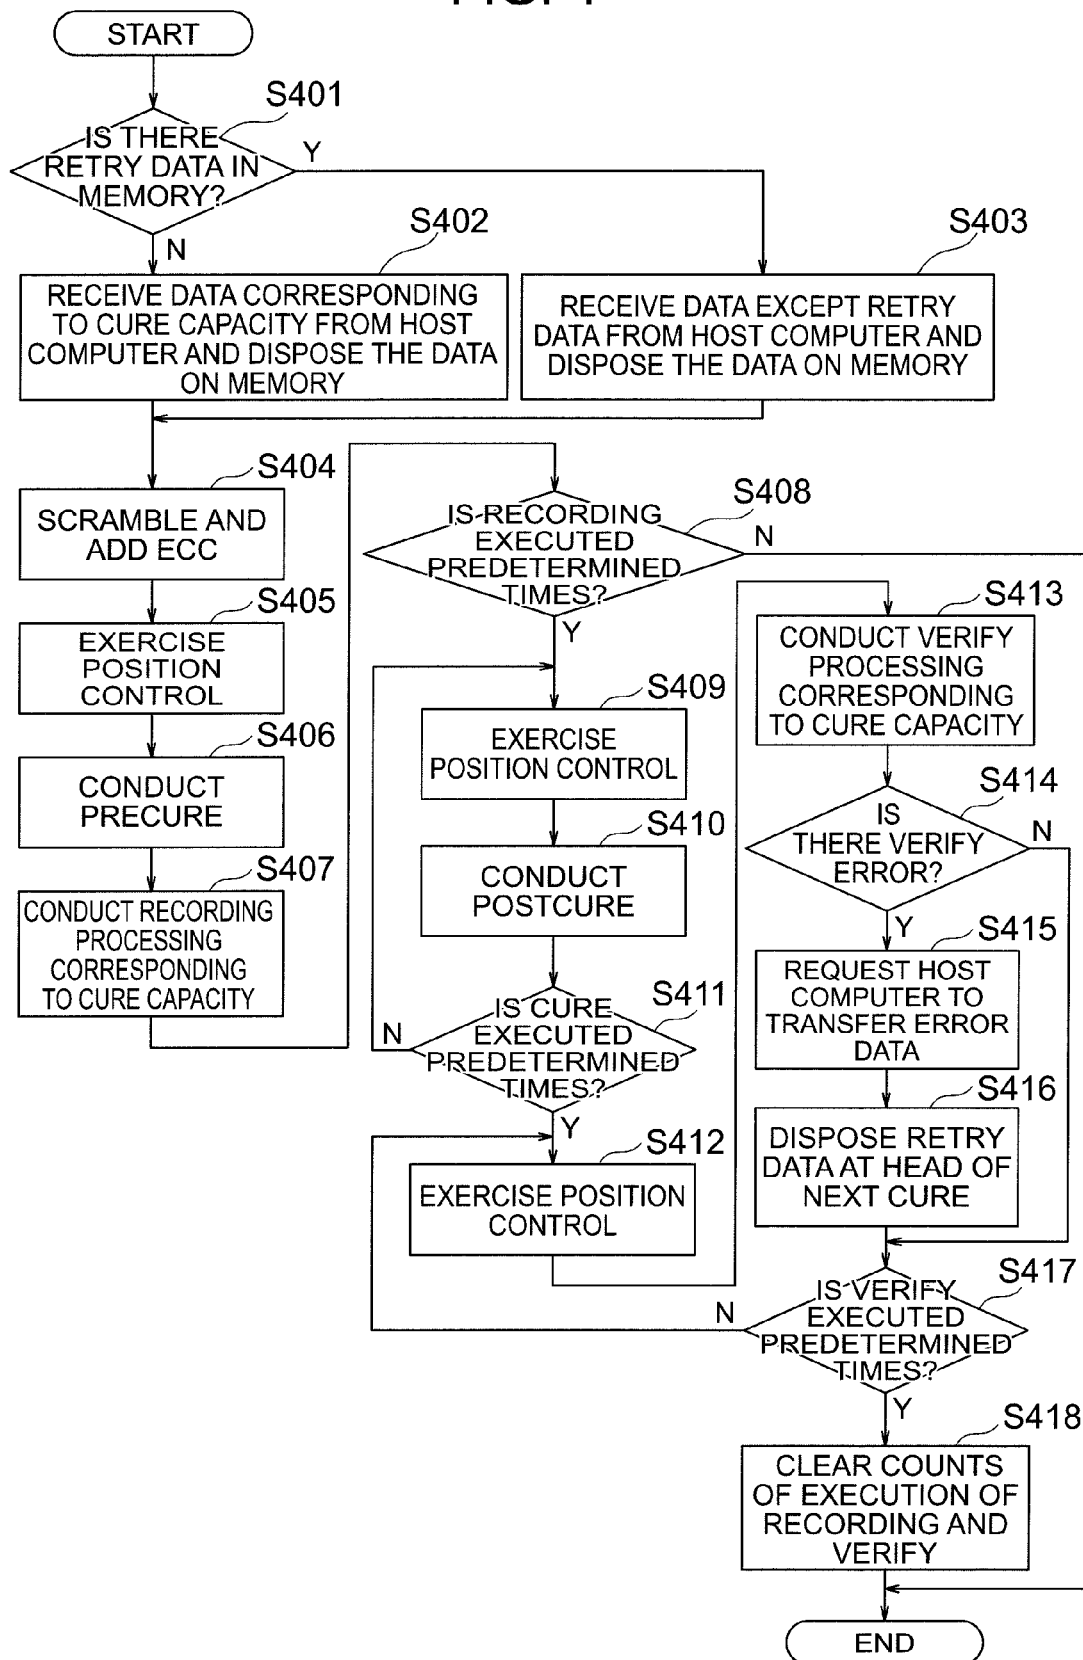 START
S401
IS THERE
RETRY DATA IN
MEMORY?
Y
N
S402
RECEIVE DATA CORRESPONDING
TO CURE CAPACITY FROM HOST
COMPUTER AND DISPOSE THE DATA
ON MEMORY
S403
RECEIVE DATA EXCEPT RETRY
DATA FROM HOST COMPUTER AND
DISPOSE THE DATA ON MEMORY
S404
SCRAMBLE AND
ADD ECC
S405
EXERCISE
POSITION
CONTROL
S406
CONDUCT
PRECURE
S407
CONDUCT RECORDING
PROCESSING
CORRESPONDING
TO CURE CAPACITY
S408
IS RECORDING
EXECUTED
PREDETERMINED
TIMES?
N
Y
S409
EXERCISE
POSITION CONTROL
S410
CONDUCT
POSTCURE
S411
IS CURE
EXECUTED
PREDETERMINED
TIMES?
N
Y
S412
EXERCISE POSITION
CONTROL
S413
CONDUCT VERIFY
PROCESSING
CORRESPONDING
TO CURE CAPACITY
S414
IS
THERE VERIFY
ERROR?
N
Y
S415
REQUEST HOST
COMPUTER TO
TRANSFER ERROR
DATA
S416
DISPOSE RETRY
DATA AT HEAD OF
NEXT CURE
S417
IS VERIFY
EXECUTED
PREDETERMINED
TIMES?
N
Y
S418
CLEAR COUNTS
OF EXECUTION OF
RECORDING AND
VERIFY
END